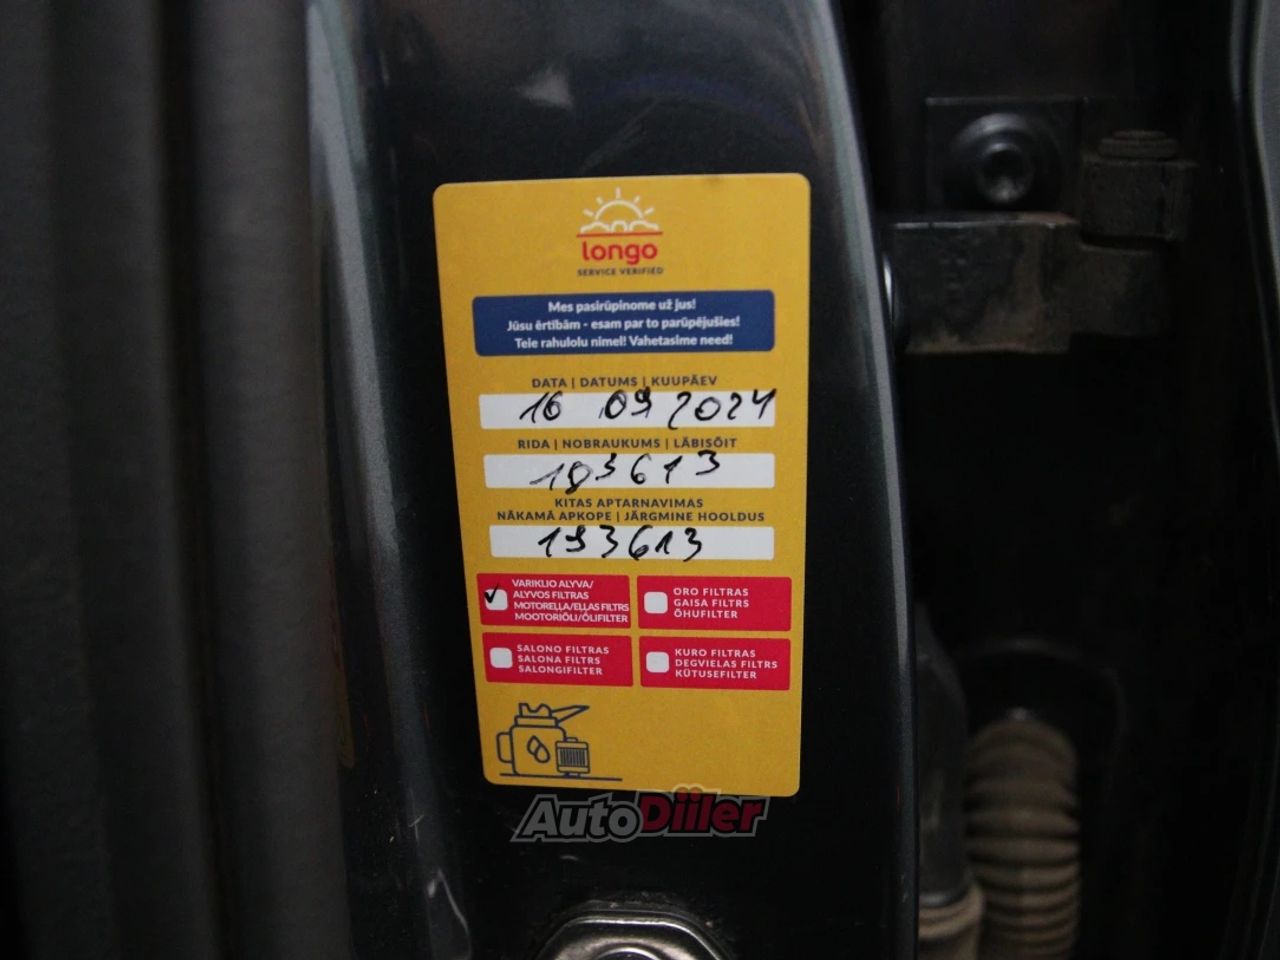 longo
SERVICE VERIFIED
Mes pasirūpinome už jus!
Jūsu ērtībām - esam par to parūpējušies!
Teie rahulolu nimel! Vahetasime need!
DATA | DATUMS | KUUPÄEV
16 09 2024
RIDA | NOBRAUKUMS | LÄBISÕIT
183613
KITAS APTARNAVIMAS
NĀKAMĀ APKOPE | JÄRGMINE HOOLDUS
193613
VARIKLIO ALYVA/
ALYVOS FILTRAS
MOTOREĻĻA/EĻĻAS FILTRS
MOOTORIÕLI/ÕLIFILTER
ORO FILTRAS
GAISA FILTRS
ÕHUFILTER
SALONO FILTRAS
SALONA FILTRS
SALONGIFILTER
KURO FILTRAS
DEGVIELAS FILTRS
KÜTUSEFILTER
AutoDiiler